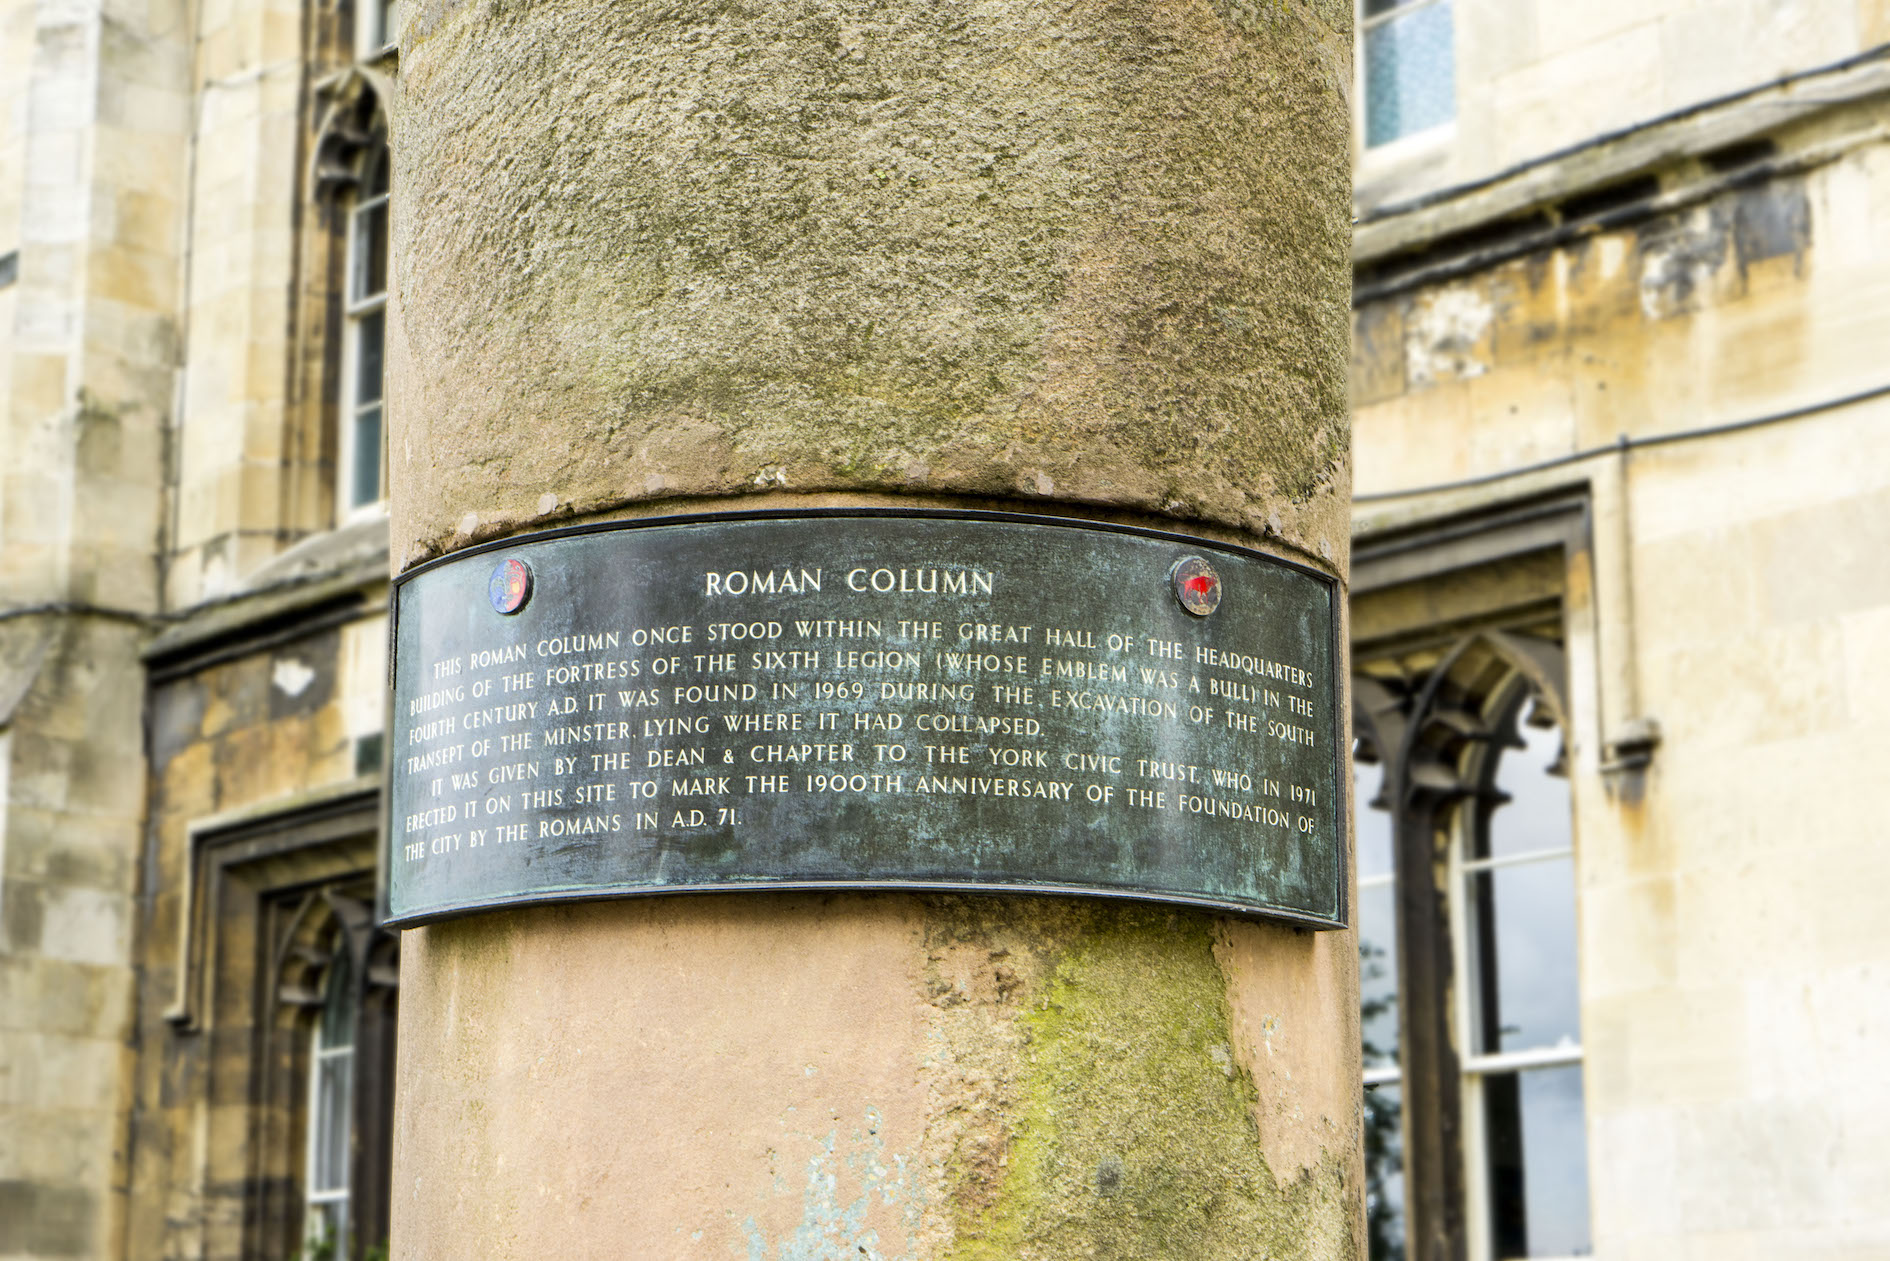 ROMAN COLUMN
THIS ROMAN COLUMN ONCE STOOD WITHIN THE GREAT HALL OF THE HEADQUARTERS
BUILDING OF THE FORTRESS OF THE SIXTH LEGION (WHOSE EMBLEM WAS A BULL) IN THE
FOURTH CENTURY A.D. IT WAS FOUND IN 1969 DURING THE EXCAVATION OF THE SOUTH
TRANSEPT OF THE MINSTER, LYING WHERE IT HAD COLLAPSED.
IT WAS GIVEN BY THE DEAN & CHAPTER TO THE YORK CIVIC TRUST, WHO IN 1971
ERECTED IT ON THIS SITE TO MARK THE 1900TH ANNIVERSARY OF THE FOUNDATION OF
THE CITY BY THE ROMANS IN A.D. 71.